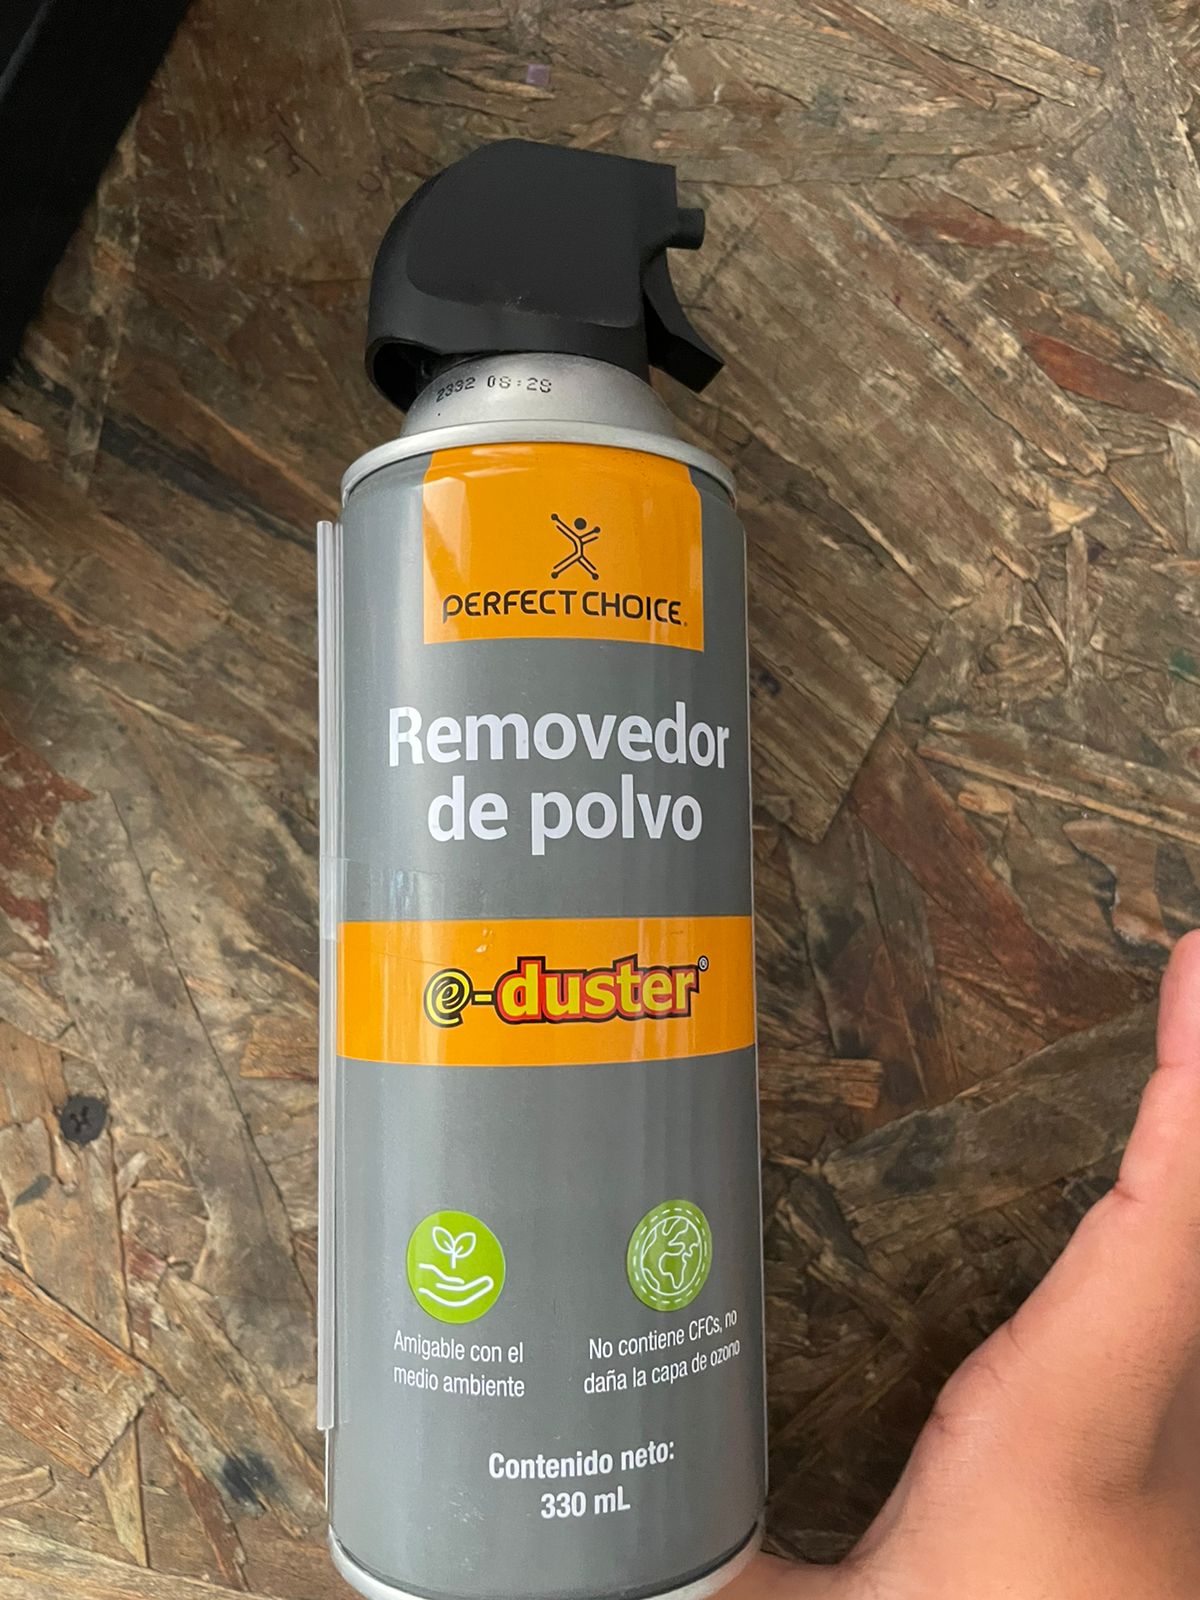 2332 08:28
PERFECT CHOICE®
Removedor
de polvo
e-duster®
Amigable con el
medio ambiente
No contiene CFCs, no
daña la capa de ozono
Contenido neto:
330 mL